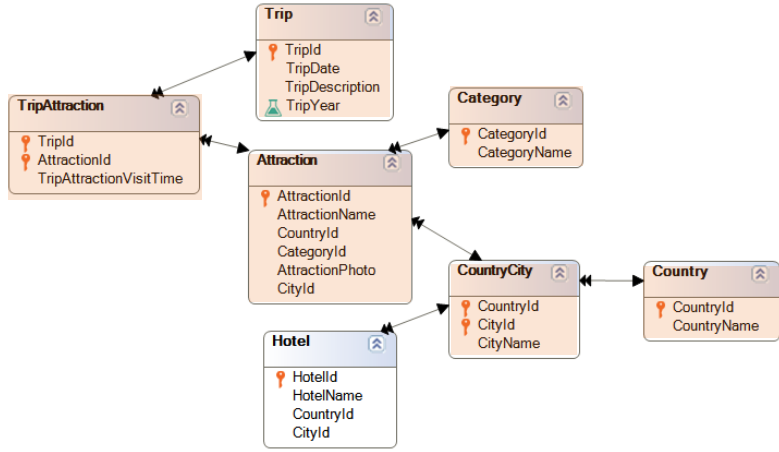 Trip
TripId
TripDate
TripDescription
TripYear
TripAttraction
TripId
AttractionId
TripAttractionVisitTime
Category
CategoryId
CategoryName
Attraction
AttractionId
AttractionName
CountryId
CategoryId
AttractionPhoto
CityId
CountryCity
CountryId
CityId
CityName
Country
CountryId
CountryName
Hotel
HotelId
HotelName
CountryId
CityId